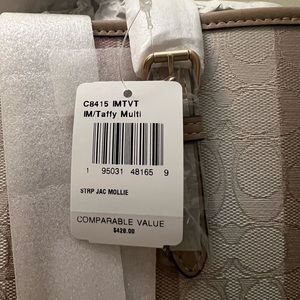 C8415 IMTVT
IM/Taffy Multi
1 95031 48165 9
STRP JAC MOLLIE
COMPARABLE VALUE
$428.00